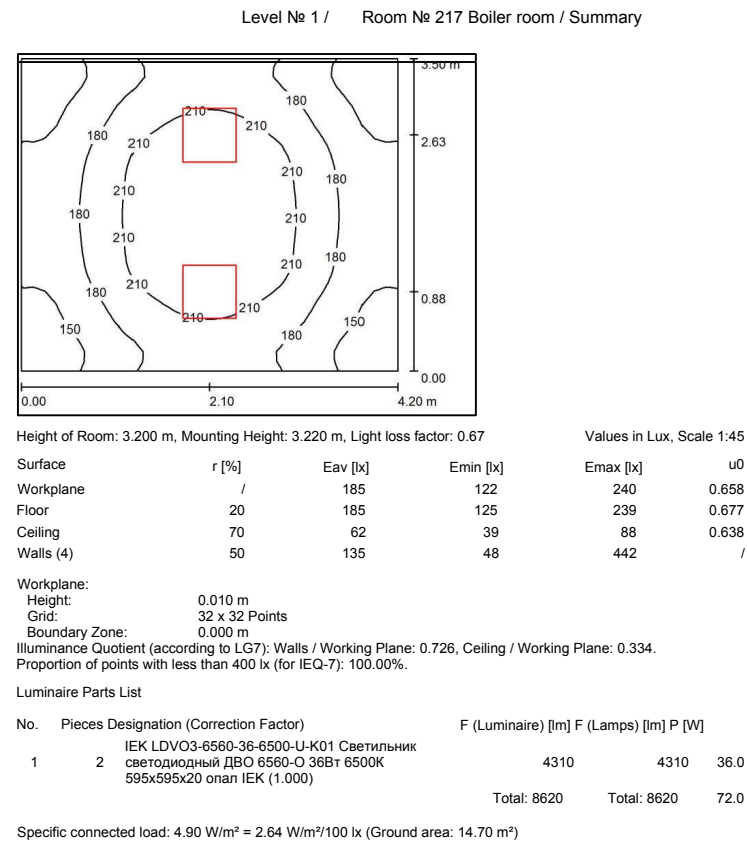 Level № 1 / Room № 217 Boiler room / Summary
3.50 m
180
210
210
180
2.63
210
210
180
210
180
210
210
210
180
210
180
210
0.88
210
210
150
150
180
0.00
0.00 2.10 4.20 m
Height of Room: 3.200 m, Mounting Height: 3.220 m, Light loss factor: 0.67 Values in Lux, Scale 1:45
Surface r [%] Eav [lx] Emin [lx] Emax [lx] u0
Workplane / 185 122 240 0.658
Floor 20 185 125 239 0.677
Ceiling 70 62 39 88 0.638
Walls (4) 50 135 48 442 /
Workplane:
Height: 0.010 m
Grid: 32 x 32 Points
Boundary Zone: 0.000 m
Illuminance Quotient (according to LG7): Walls / Working Plane: 0.726, Ceiling / Working Plane: 0.334.
Proportion of points with less than 400 lx (for IEQ-7): 100.00%.
Luminaire Parts List
No. Pieces Designation (Correction Factor) F (Luminaire) [lm] F (Lamps) [lm] P [W]
IEK LDVO3-6560-36-6500-U-K01 Светильник
1 2 светодиодный ДВО 6560-О 36Вт 6500К 4310 4310 36.0
595х595х20 опал IEK (1.000)
Total: 8620 Total: 8620 72.0
Specific connected load: 4.90 W/m² = 2.64 W/m²/100 lx (Ground area: 14.70 m²)